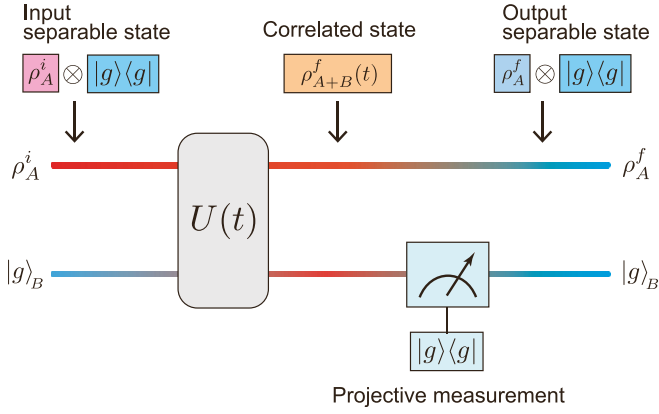 Input separable state
Correlated state
Output separable state
ρ_A^i ⊗ |g⟩⟨g|
ρ_{A+B}^f(t)
ρ_A^f ⊗ |g⟩⟨g|
ρ_A^i
U(t)
ρ_A^f
|g⟩_B
|g⟩_B
|g⟩⟨g|
Projective measurement